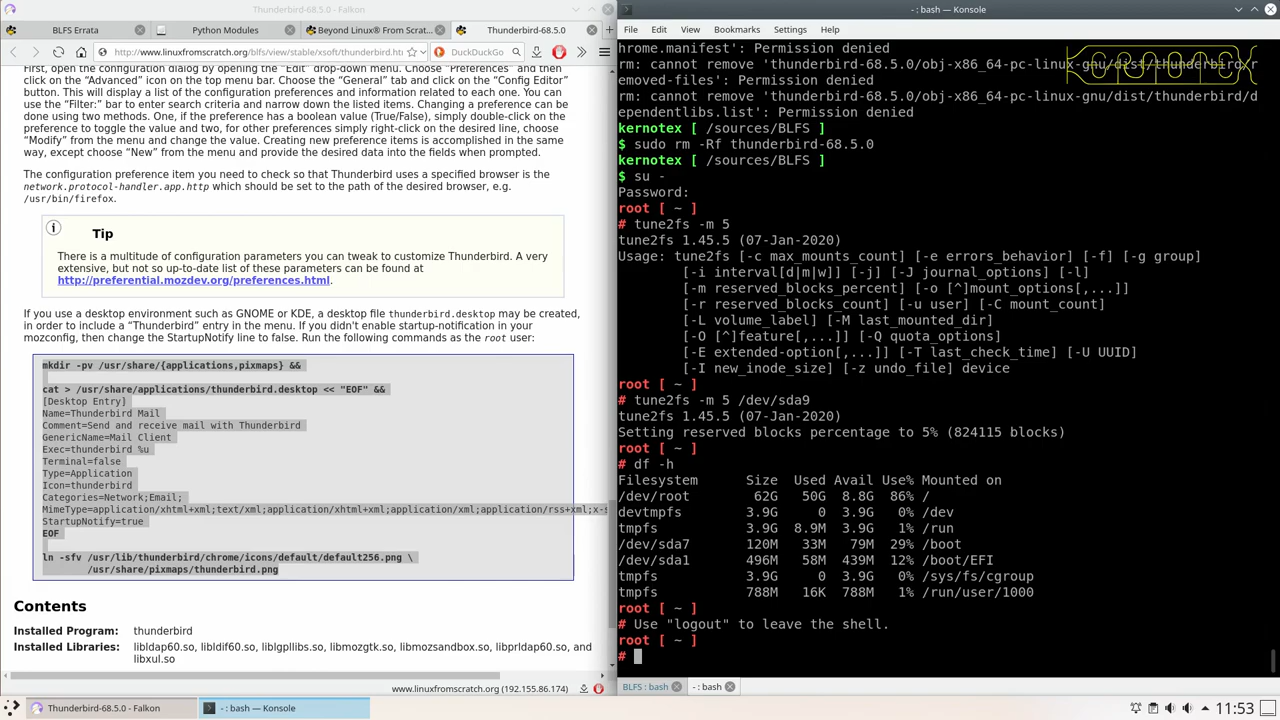 Thunderbird-68.5.0 - Falkon
BLFS Errata
Python Modules
Beyond Linux® From Scrat...
Thunderbird-68.5.0
http://www.linuxfromscratch.org/blfs/view/stable/xsoft/thunderbird.ht
DuckDuckGo
First, open the configuration dialog by opening the "Edit" drop-down menu. Choose "Preferences" and then
click on the "Advanced" icon on the top menu bar. Choose the "General" tab and click on the "Config Editor"
button. This will display a list of the configuration preferences and information related to each one. You can
use the "Filter:" bar to enter search criteria and narrow down the listed items. Changing a preference can be
done using two methods. One, if the preference has a boolean value (True/False), simply double-click on the
preference to toggle the value and two, for other preferences simply right-click on the desired line, choose
"Modify" from the menu and change the value. Creating new preference items is accomplished in the same
way, except choose "New" from the menu and provide the desired data into the fields when prompted.
The configuration preference item you need to check so that Thunderbird uses a specified browser is the
network.protocol-handler.app.http which should be set to the path of the desired browser, e.g.
/usr/bin/firefox.
Tip
There is a multitude of configuration parameters you can tweak to customize Thunderbird. A very
extensive, but not so up-to-date list of these parameters can be found at
http://preferential.mozdev.org/preferences.html.
If you use a desktop environment such as GNOME or KDE, a desktop file thunderbird.desktop may be created,
in order to include a "Thunderbird" entry in the menu. If you didn't enable startup-notification in your
mozconfig, then change the StartupNotify line to false. Run the following commands as the root user:
mkdir -pv /usr/share/{applications,pixmaps} &&
cat > /usr/share/applications/thunderbird.desktop << "EOF" &&
[Desktop Entry]
Name=Thunderbird Mail
Comment=Send and receive mail with Thunderbird
GenericName=Mail Client
Exec=thunderbird %u
Terminal=false
Type=Application
Icon=thunderbird
Categories=Network;Email;
MimeType=application/xhtml+xml;text/xml;application/xhtml+xml;application/xml;application/rss+xml;x-s
StartupNotify=true
EOF
ln -sfv /usr/lib/thunderbird/chrome/icons/default/default256.png \
/usr/share/pixmaps/thunderbird.png
Contents
Installed Program: thunderbird
Installed Libraries: libldap60.so, libldif60.so, liblgpllibs.so, libmozgtk.so, libmozsandbox.so, libprldap60.so, and
libxul.so
www.linuxfromscratch.org (192.155.86.174)
- : bash — Konsole
File Edit View Bookmarks Settings Help
hrome.manifest': Permission denied
rm: cannot remove 'thunderbird-68.5.0/obj-x86_64-pc-linux-gnu/dist/thunderbird/r
emoved-files': Permission denied
rm: cannot remove 'thunderbird-68.5.0/obj-x86_64-pc-linux-gnu/dist/thunderbird/d
ependentlibs.list': Permission denied
kernotex [ /sources/BLFS ]
$ sudo rm -Rf thunderbird-68.5.0
kernotex [ /sources/BLFS ]
$ su -
Password:
root [ ~ ]
# tune2fs -m 5
tune2fs 1.45.5 (07-Jan-2020)
Usage: tune2fs [-c max_mounts_count] [-e errors_behavior] [-f] [-g group]
[-i interval[d|m|w]] [-j] [-J journal_options] [-l]
[-m reserved_blocks_percent] [-o [^]mount_options[,...]]
[-r reserved_blocks_count] [-u user] [-C mount_count]
[-L volume_label] [-M last_mounted_dir]
[-O [^]feature[,...]] [-Q quota_options]
[-E extended-option[,...]] [-T last_check_time] [-U UUID]
[-I new_inode_size] [-z undo_file] device
root [ ~ ]
# tune2fs -m 5 /dev/sda9
tune2fs 1.45.5 (07-Jan-2020)
Setting reserved blocks percentage to 5% (824115 blocks)
root [ ~ ]
# df -h
Filesystem Size Used Avail Use% Mounted on
/dev/root 62G 50G 8.8G 86% /
devtmpfs 3.9G 0 3.9G 0% /dev
tmpfs 3.9G 8.9M 3.9G 1% /run
/dev/sda7 120M 33M 79M 29% /boot
/dev/sda1 496M 58M 439M 12% /boot/EFI
tmpfs 3.9G 0 3.9G 0% /sys/fs/cgroup
tmpfs 788M 16K 788M 1% /run/user/1000
root [ ~ ]
# Use "logout" to leave the shell.
root [ ~ ]
#
BLFS : bash
- : bash
Thunderbird-68.5.0 - Falkon
- : bash — Konsole
11:53